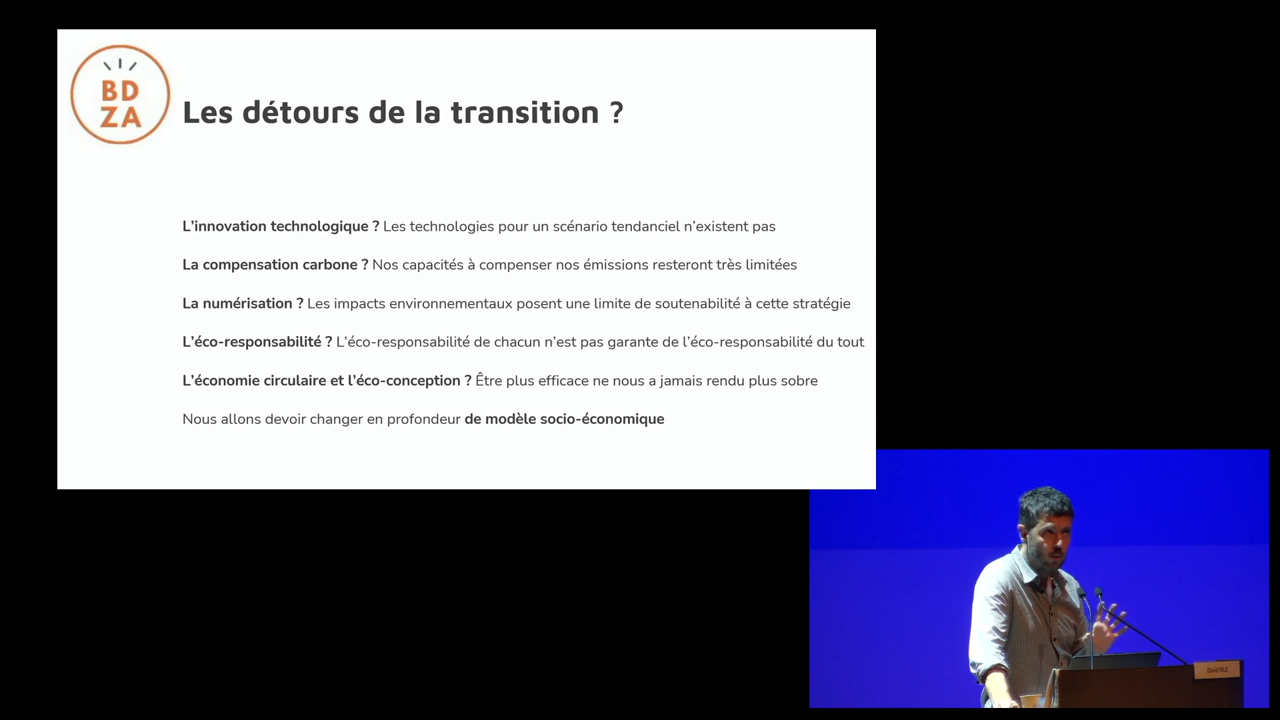 BD
ZA
Les détours de la transition ?
L'innovation technologique ? Les technologies pour un scénario tendanciel n'existent pas
La compensation carbone ? Nos capacités à compenser nos émissions resteront très limitées
La numérisation ? Les impacts environnementaux posent une limite de soutenabilité à cette stratégie
L'éco-responsabilité ? L'éco-responsabilité de chacun n'est pas garante de l'éco-responsabilité du tout
L'économie circulaire et l'éco-conception ? Être plus efficace ne nous a jamais rendu plus sobre
Nous allons devoir changer en profondeur de modèle socio-économique
David